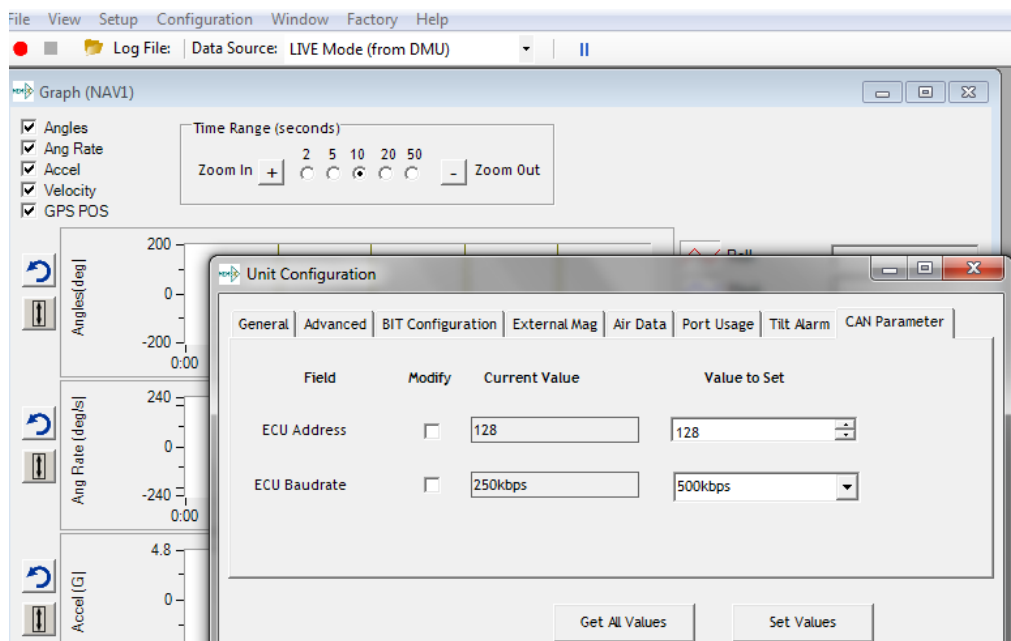 File View Setup Configuration Window Factory Help
Log File: Data Source: LIVE Mode (from DMU)
Graph (NAV1)
Angles
Ang Rate
Accel
Velocity
GPS POS
Time Range (seconds)
2 5 10 20 50
Zoom In + - Zoom Out
Angles[deg]
200
0
-200
0:00
Roll
Unit Configuration
General Advanced BIT Configuration External Mag Air Data Port Usage Tilt Alarm CAN Parameter
Field Modify Current Value Value to Set
ECU Address 128 128
ECU Baudrate 250kbps 500kbps
Get All Values Set Values
Ang Rate [deg/s]
240
0
-240
0:00
Accel [G]
4.8
0